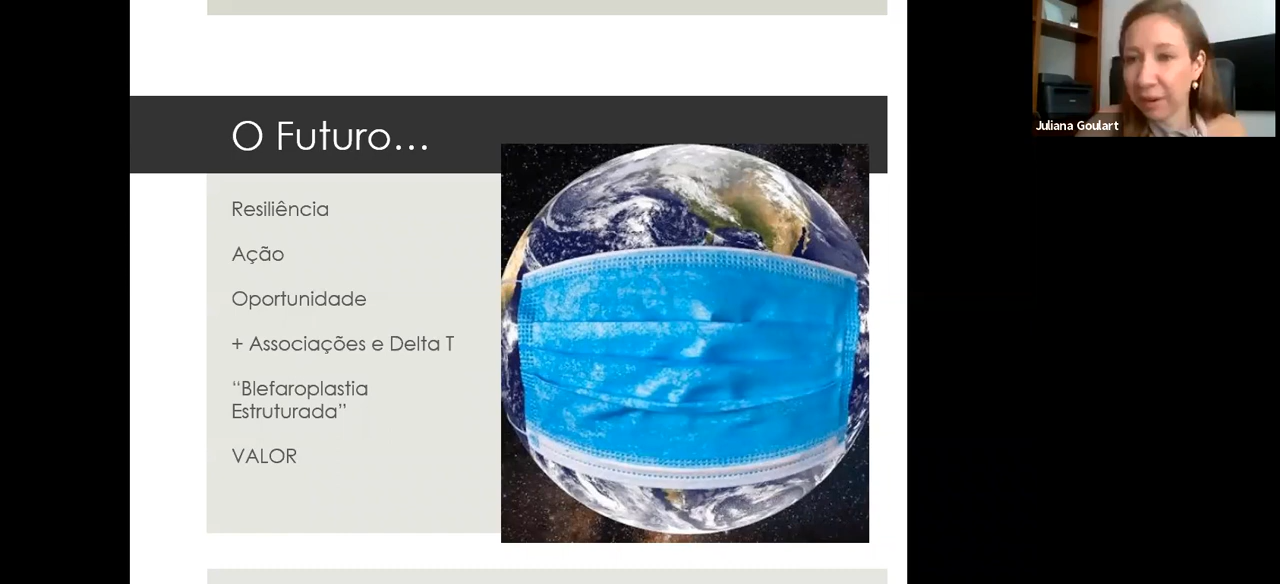 O Futuro...
Resiliência
Ação
Oportunidade
+ Associações e Delta T
“Blefaroplastia
Estruturada”
VALOR
Juliana Goulart